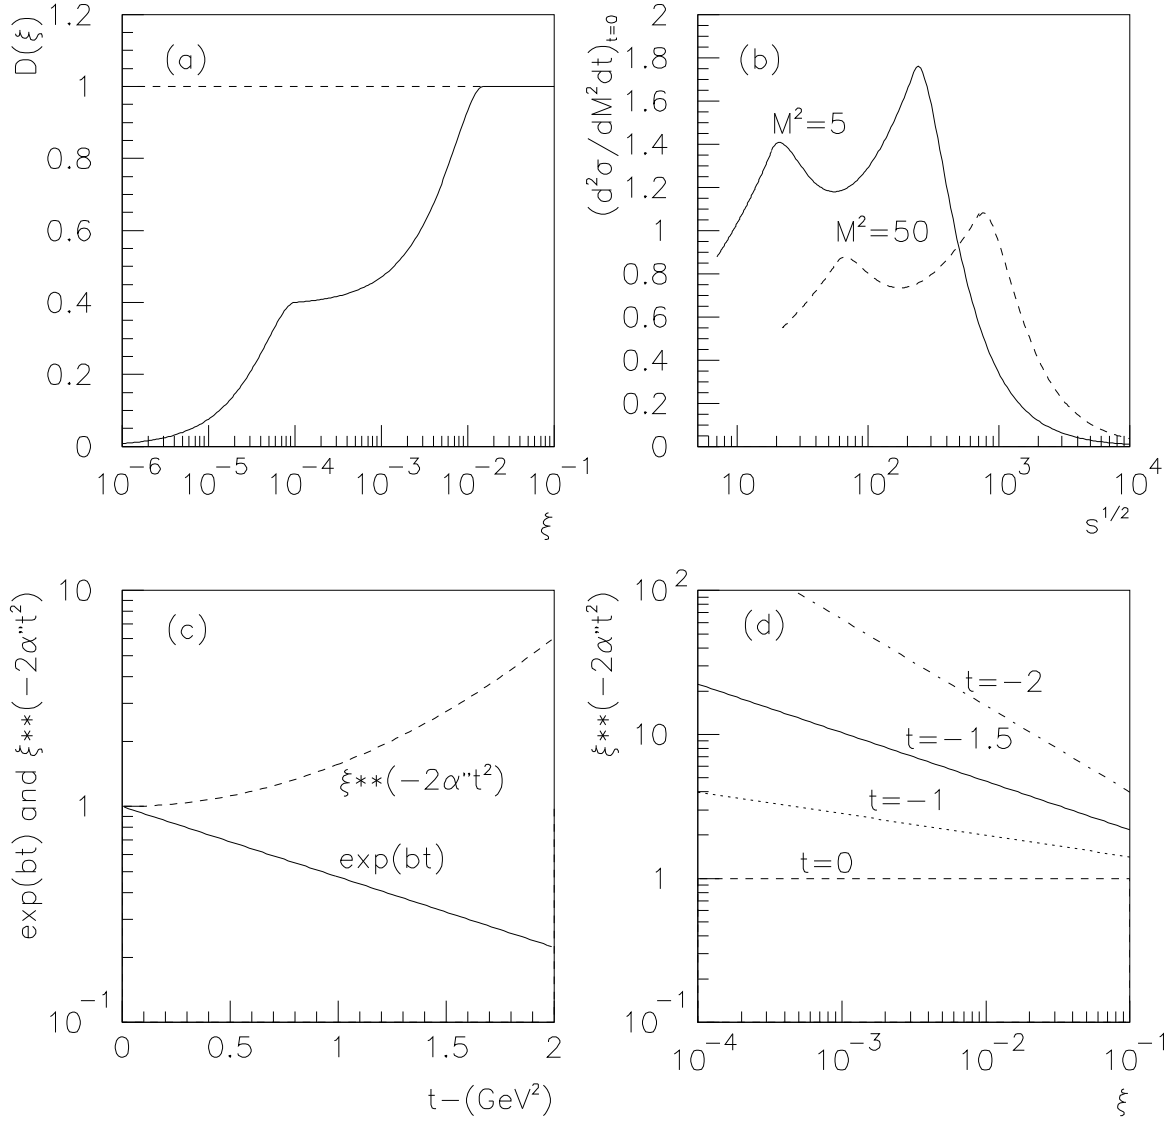 D(ξ)
1.2
1
0.8
0.6
0.4
0.2
0
(a)
10⁻⁶ 10⁻⁵ 10⁻⁴ 10⁻³ 10⁻² 10⁻¹
ξ
(d²σ/dM²dt)ₜ₌₀
2
1.8
1.6
1.4
1.2
1
0.8
0.6
0.4
0.2
0
(b)
M²=5
M²=50
10 10² 10³ 10⁴
s^1/2
exp(bt) and ξ**(−2α"t²)
10
1
10⁻¹
(c)
ξ**(−2α"t²)
exp(bt)
0 0.5 1 1.5 2
t−(GeV²)
ξ**(−2α"t²)
10²
10
1
10⁻¹
(d)
t=−2
t=−1.5
t=−1
t=0
10⁻⁴ 10⁻³ 10⁻² 10⁻¹
ξ